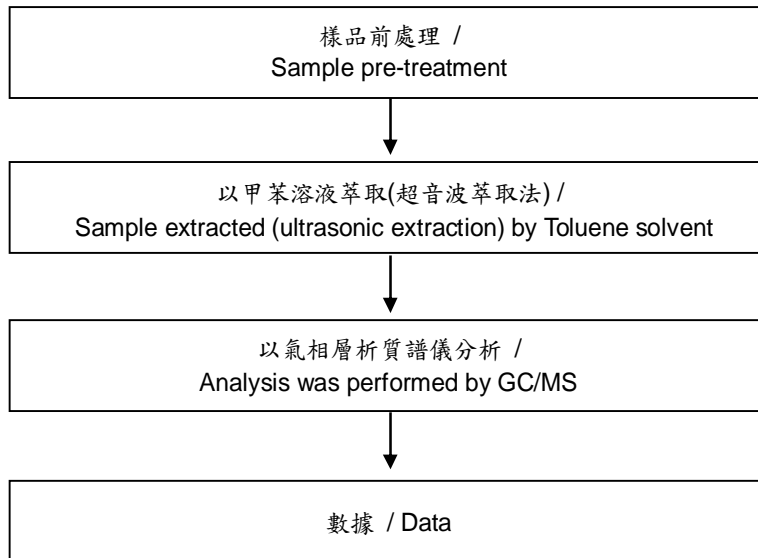 樣品前處理 /
Sample pre-treatment
以甲苯溶液萃取(超音波萃取法) /
Sample extracted (ultrasonic extraction) by Toluene solvent
以氣相層析質譜儀分析 /
Analysis was performed by GC/MS
數據 / Data